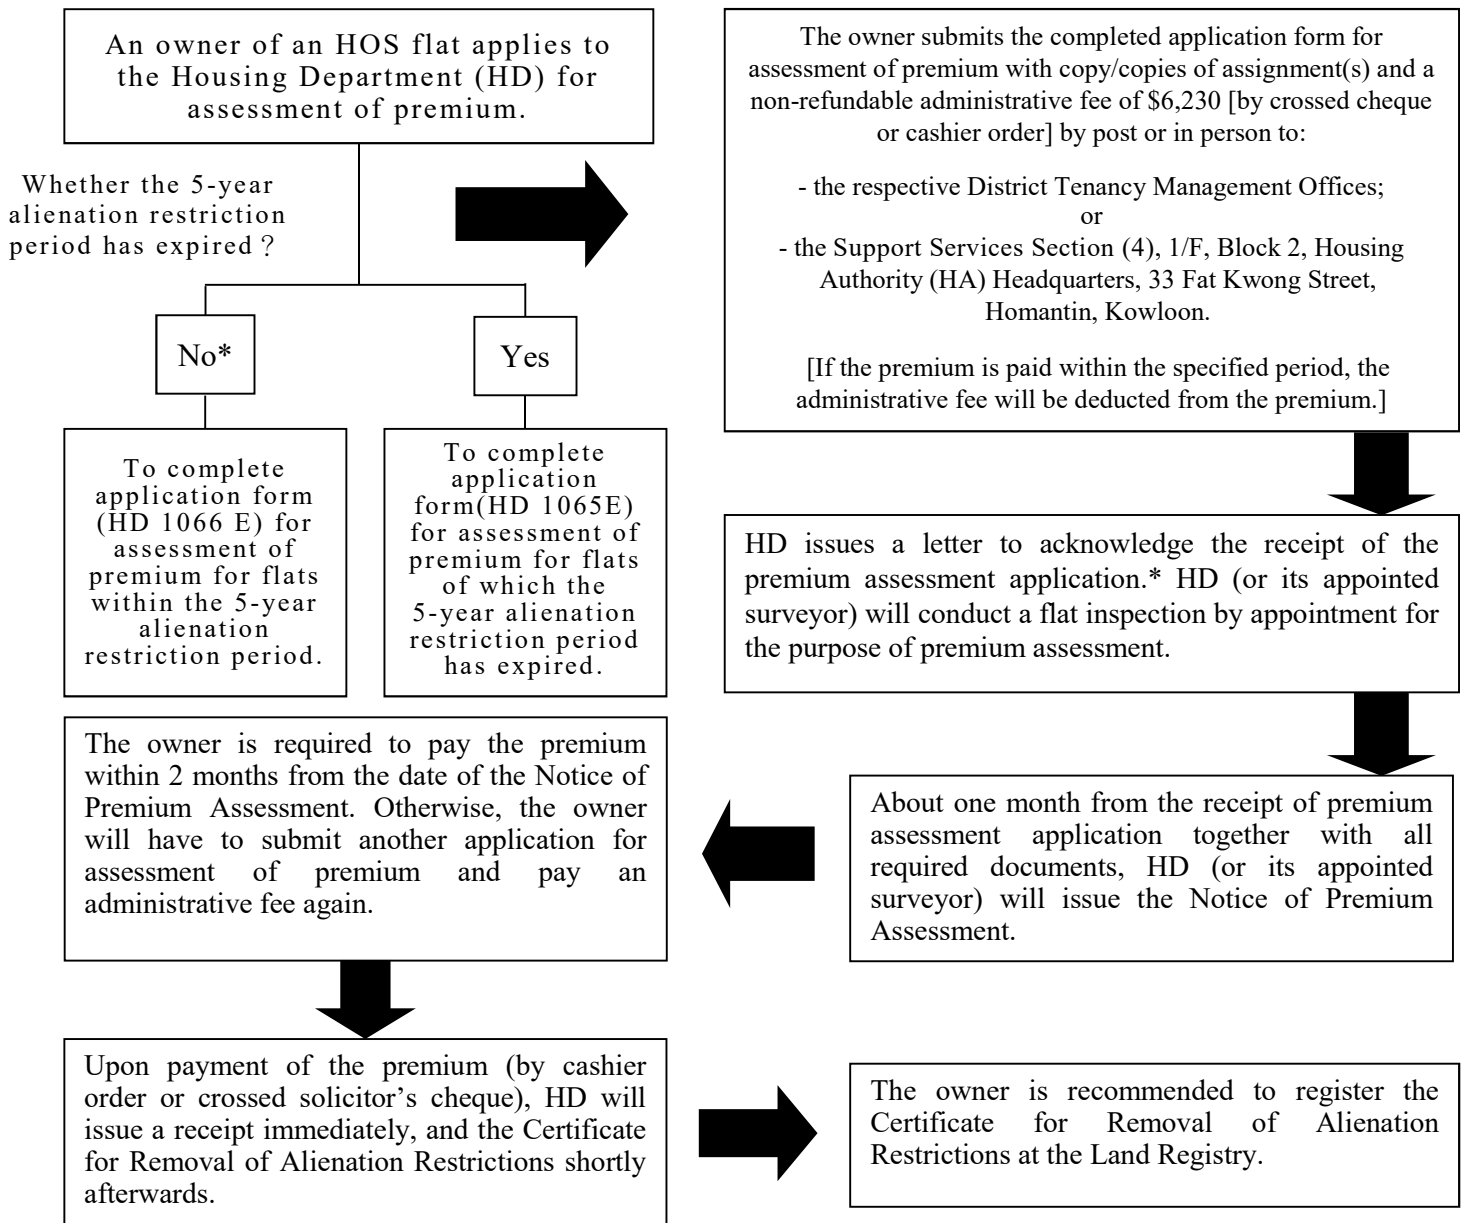 An owner of an HOS flat applies to
the Housing Department (HD) for
assessment of premium.
Whether the 5-year
alienation restriction
period has expired？
No*
Yes
To complete
application form
(HD 1066 E) for
assessment of
premium for flats
within the 5-year
alienation
restriction period.
To complete
application
form(HD 1065E)
for assessment of
premium for flats
of which the
5-year alienation
restriction period
has expired.
The owner submits the completed application form for
assessment of premium with copy/copies of assignment(s) and a
non-refundable administrative fee of $6,230 [by crossed cheque
or cashier order] by post or in person to:
- the respective District Tenancy Management Offices;
or
- the Support Services Section (4), 1/F, Block 2, Housing
Authority (HA) Headquarters, 33 Fat Kwong Street,
Homantin, Kowloon.
[If the premium is paid within the specified period, the
administrative fee will be deducted from the premium.]
HD issues a letter to acknowledge the receipt of the
premium assessment application.* HD (or its appointed
surveyor) will conduct a flat inspection by appointment for
the purpose of premium assessment.
About one month from the receipt of premium
assessment application together with all
required documents, HD (or its appointed
surveyor) will issue the Notice of Premium
Assessment.
The owner is required to pay the premium
within 2 months from the date of the Notice of
Premium Assessment. Otherwise, the owner
will have to submit another application for
assessment of premium and pay an
administrative fee again.
Upon payment of the premium (by cashier
order or crossed solicitor’s cheque), HD will
issue a receipt immediately, and the Certificate
for Removal of Alienation Restrictions shortly
afterwards.
The owner is recommended to register the
Certificate for Removal of Alienation
Restrictions at the Land Registry.